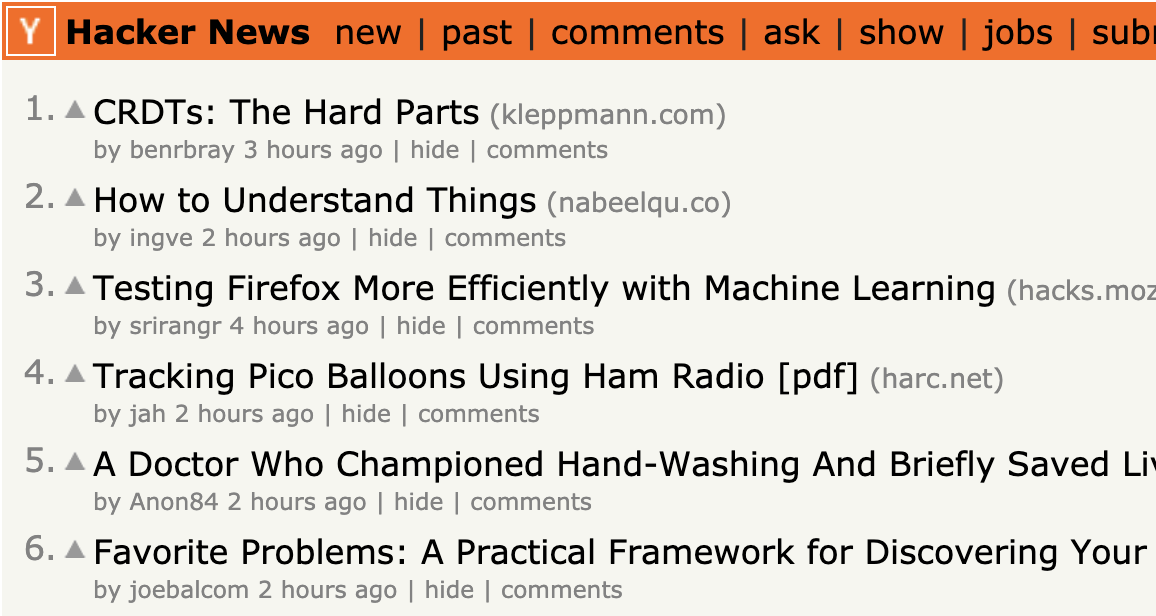 Y Hacker News new | past | comments | ask | show | jobs |
1. ▲ CRDTs: The Hard Parts (kleppmann.com)
by benrbray 3 hours ago | hide | comments
2. ▲ How to Understand Things (nabeelqu.co)
by ingve 2 hours ago | hide | comments
3. ▲ Testing Firefox More Efficiently with Machine Learning (hacks.moz
by srirangr 4 hours ago | hide | comments
4. ▲ Tracking Pico Balloons Using Ham Radio [pdf] (harc.net)
by jah 2 hours ago | hide | comments
5. ▲ A Doctor Who Championed Hand-Washing And Briefly Saved
by Anon84 2 hours ago | hide | comments
6. ▲ Favorite Problems: A Practical Framework for Discovering Your
by joebalcom 2 hours ago | hide | comments